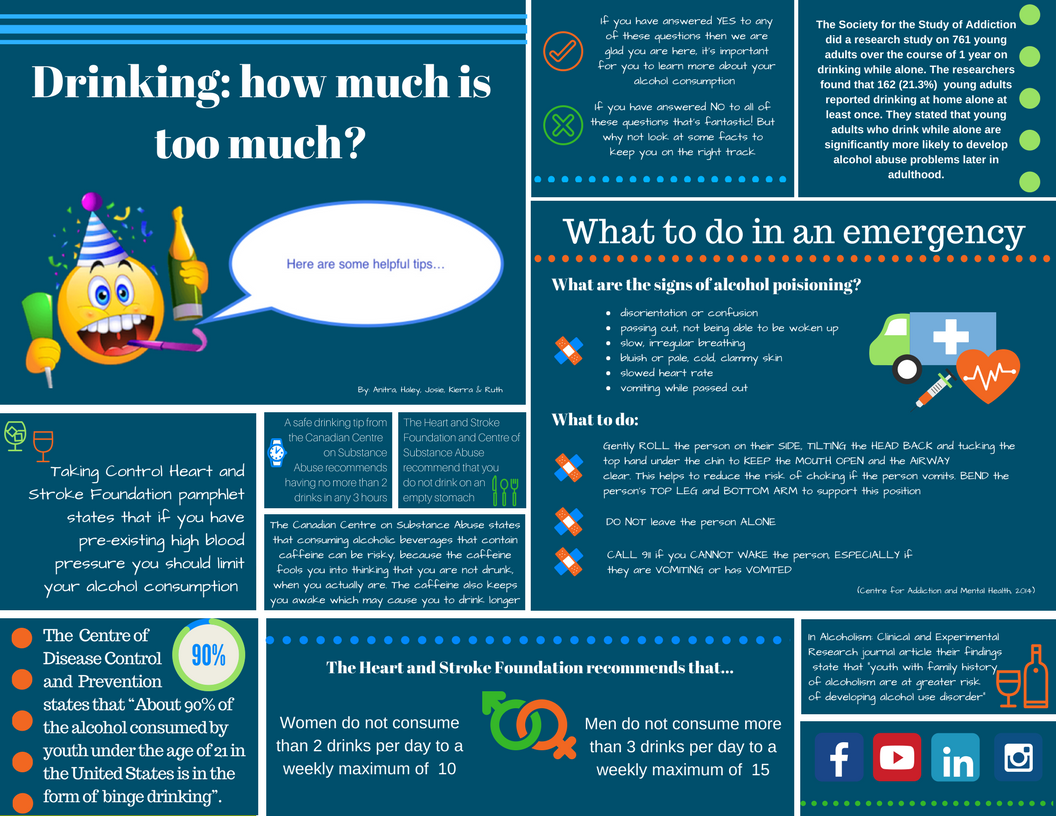 Drinking: how much is
too much?
Here are some helpful tips...
By: Anitra, Haley, Josie, Kierra & Ruth
If you have answered YES to any
of these questions then we are
glad you are here, it's important
for you to learn more about your
alcohol consumption
If you have answered NO to all of
these questions that's fantastic! But
why not look at some facts to
keep you on the right track
The Society for the Study of Addiction
did a research study on 761 young
adults over the course of 1 year on
drinking while alone. The researchers
found that 162 (21.3%) young adults
reported drinking at home alone at
least once. They stated that young
adults who drink while alone are
significantly more likely to develop
alcohol abuse problems later in
adulthood.
What to do in an emergency
What are the signs of alcohol poisioning?
disorientation or confusion
passing out, not being able to be woken up
slow, irregular breathing
bluish or pale, cold, clammy skin
slowed heart rate
vomiting while passed out
What to do:
Gently ROLL the person on their SIDE, TILTING the HEAD BACK and tucking the
top hand under the chin to KEEP the MOUTH OPEN and the AIRWAY
clear. This helps to reduce the risk of choking if the person vomits. BEND the
person's TOP LEG and BOTTOM ARM to support this position
DO NOT leave the person ALONE
CALL 911 if you CANNOT WAKE the person, ESPECIALLY if
they are VOMITING or has VOMITED
(Centre for Addiction and Mental Health, 2014)
Taking Control Heart and
Stroke Foundation pamphlet
states that if you have
pre-existing high blood
pressure you should limit
your alcohol consumption
A safe drinking tip from
the Canadian Centre
on Substance
Abuse recommends
having no more than 2
drinks in any 3 hours
The Heart and Stroke
Foundation and Centre of
Substance Abuse
recommend that you
do not drink on an
empty stomach
The Canadian Centre on Substance Abuse states
that consuming alcoholic beverages that contain
caffeine can be risky, because the caffeine
fools you into thinking that you are not drunk,
when you actually are. The caffeine also keeps
you awake which may cause you to drink longer
The Centre of
Disease Control
and Prevention
states that “About 90% of
the alcohol consumed by
youth under the age of 21 in
the United States is in the
form of binge drinking”.
90%
The Heart and Stroke Foundation recommends that...
Women do not consume
than 2 drinks per day to a
weekly maximum of 10
Men do not consume more
than 3 drinks per day to a
weekly maximum of 15
In Alcoholism: Clinical and Experimental
Research journal article their findings
state that "youth with family history
of alcoholism are at greater risk
of developing alcohol use disorder"
f
in